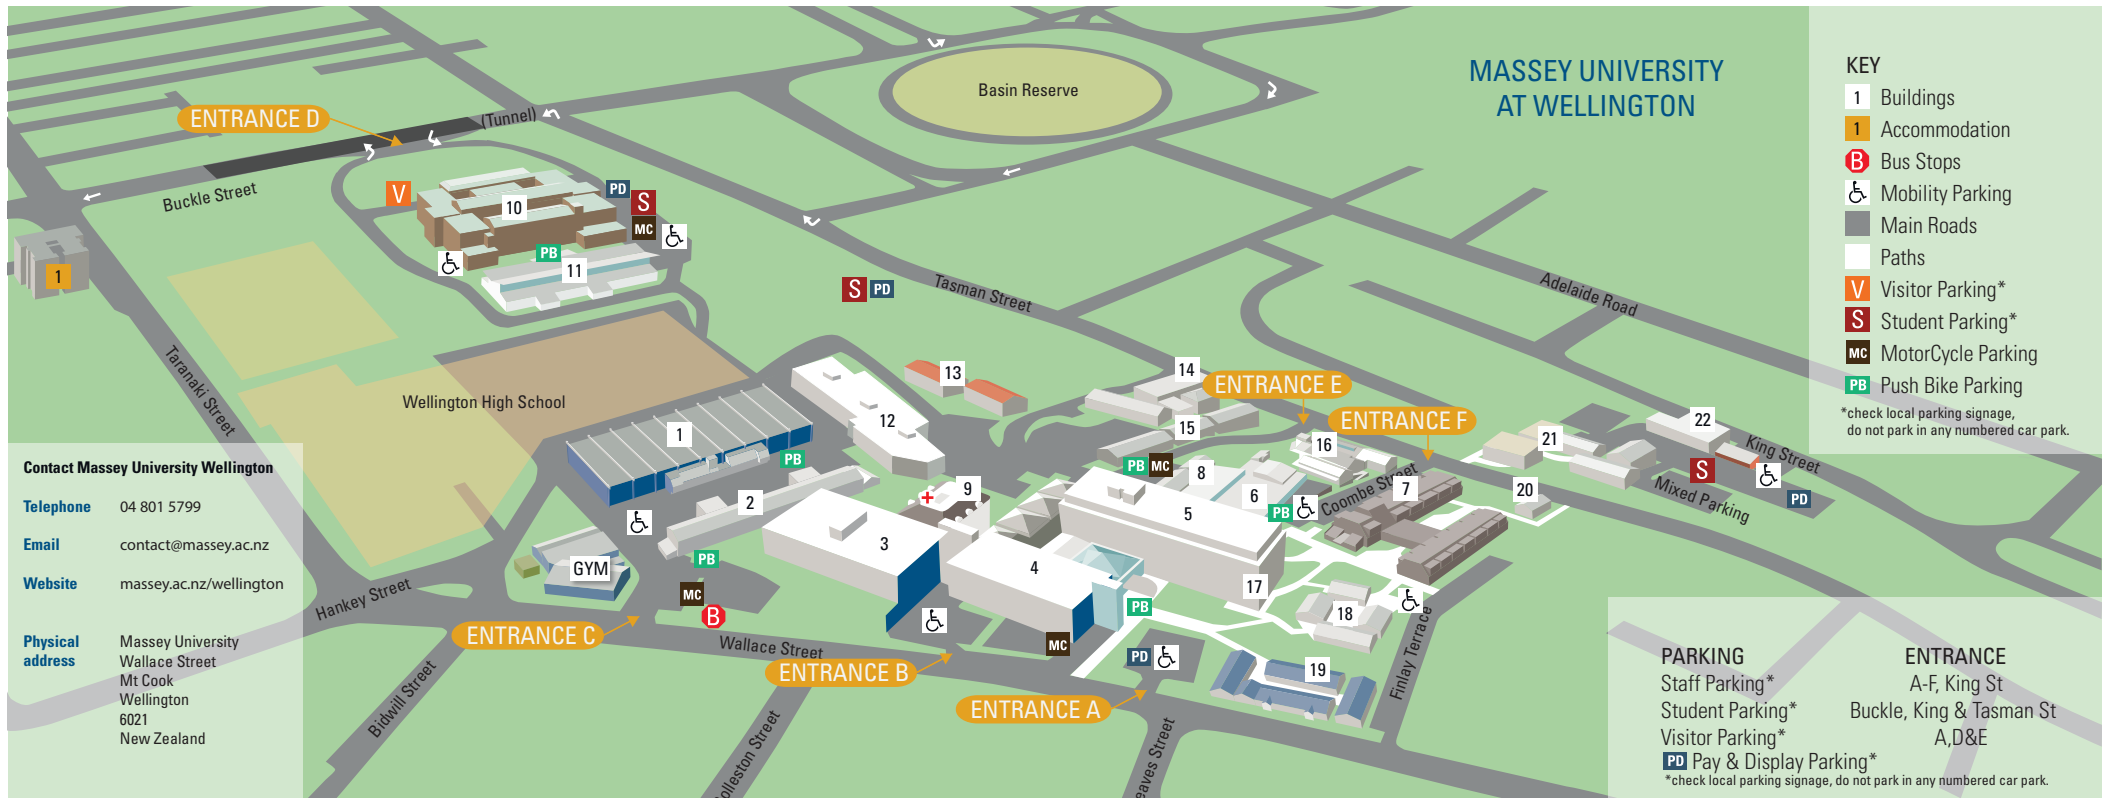 MASSEY UNIVERSITY
AT WELLINGTON
KEY
1 Buildings
1 Accommodation
B Bus Stops
Mobility Parking
Main Roads
Paths
V Visitor Parking*
S Student Parking*
MC MotorCycle Parking
PB Push Bike Parking
*check local parking signage,
do not park in any numbered car park.
Basin Reserve
ENTRANCE D
(Tunnel)
Buckle Street
V
10
PD
S
MC
PB
11
1
S PD
Tasman Street
Adelaide Road
Taranaki Street
Wellington High School
13
14
12
15
ENTRANCE E
ENTRANCE F
16
21
22
King Street
S
PD
Mixed Parking
20
1
PB
2
9
PB
MC
8
6
PB
Coombe Street
7
5
3
4
17
GYM
PB
MC
B
18
PB
MC
PD
19
Hankey Street
ENTRANCE C
Wallace Street
ENTRANCE B
ENTRANCE A
Bidwill Street
Finlay Terrace
Contact Massey University Wellington
Telephone 04 801 5799
Email contact@massey.ac.nz
Website massey.ac.nz/wellington
Physical address Massey University
Wallace Street
Mt Cook
Wellington
6021
New Zealand
PARKING ENTRANCE
Staff Parking* A-F, King St
Student Parking* Buckle, King & Tasman St
Visitor Parking* A,D&E
PD Pay & Display Parking*
*check local parking signage, do not park in any numbered car park.